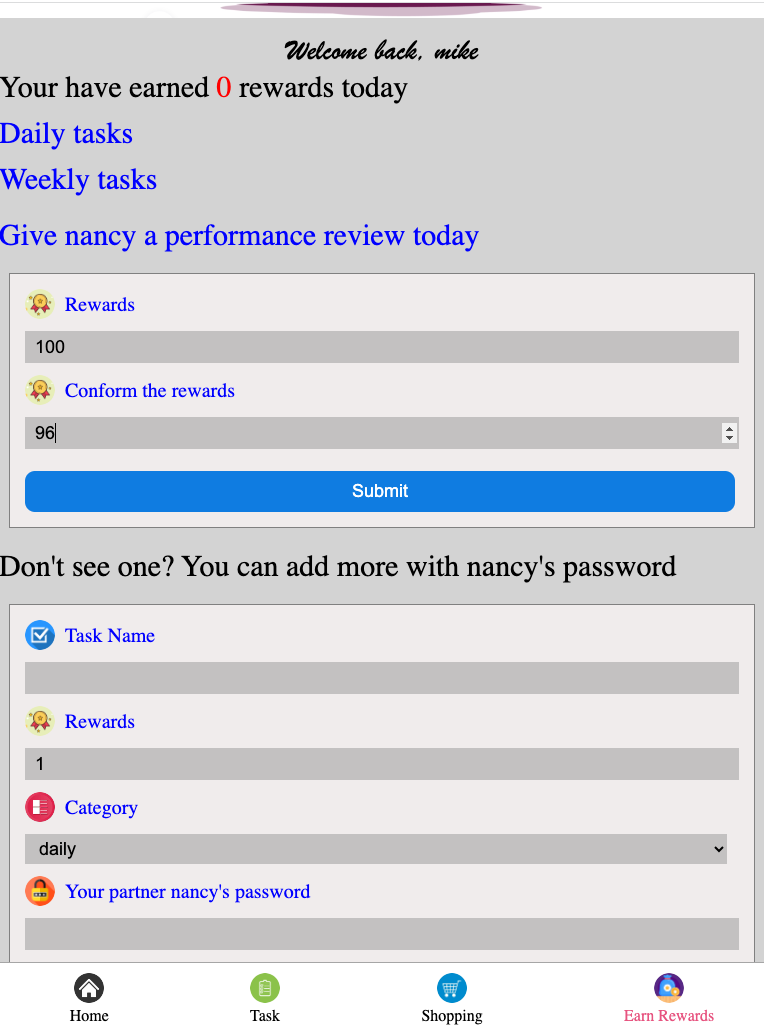 Welcome back, mike
Your have earned 0 rewards today
Daily tasks
Weekly tasks
Give nancy a performance review today
Rewards
100
Conform the rewards
96
Submit
Don't see one? You can add more with nancy's password
Task Name
Rewards
1
Category
daily
Your partner nancy's password
Home Task Shopping Earn Rewards